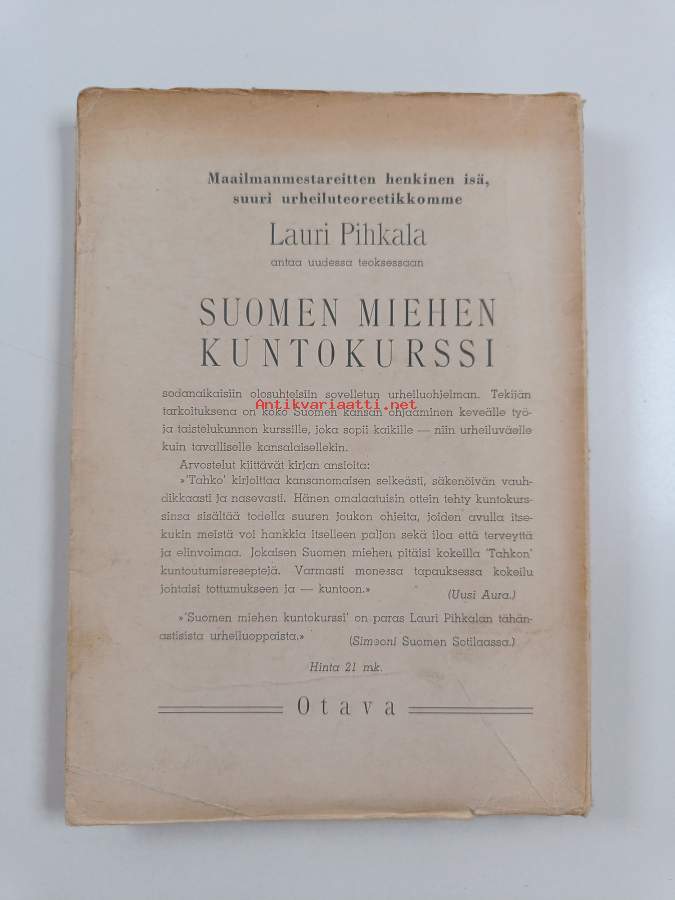 Maailmanmestareitten henkinen isä,
suuri urheiluteoreetikkomme
Lauri Pihkala
antaa uudessa teoksessaan
SUOMEN MIEHEN
KUNTOKURSSI
sodanaikaisiin olosuhteisiin sovelletun urheiluohjelman. Tekijän
Antikvariaatti.net
tarkoituksena on koko Suomen kansan ohjaaminen keveälle työ-
ja taistelukunnon kurssille, joka sopii kaikille — niin urheiluväelle
kuin tavalliselle kansalaisellekin.
Arvostelut kiittävät kirjan ansioita:
»'Tahko' kirjoittaa kansanomaisen selkeästi, säkenöivän vauh-
dikkaasti ja nasevasti. Hänen omalaatuisin ottein tehty kuntokurs-
sinsa sisältää todella suuren joukon ohjeita, joiden avulla itse-
kukin meistä voi hankkia itselleen paljon sekä iloa että terveyttä
ja elinvoimaa. Jokaisen Suomen miehen pitäisi kokeilla 'Tahkon'
kuntoutumisreseptejä. Varmasti monessa tapauksessa kokeilu
johtaisi tottumukseen ja — kuntoon.»
(Uusi Aura.)
»'Suomen miehen kuntokurssi' on paras Lauri Pihkalan tähän-
astisista urheiluoppaista.»
(Simeoni Suomen Sotilaassa.)
Hinta 21 mk.
Otava